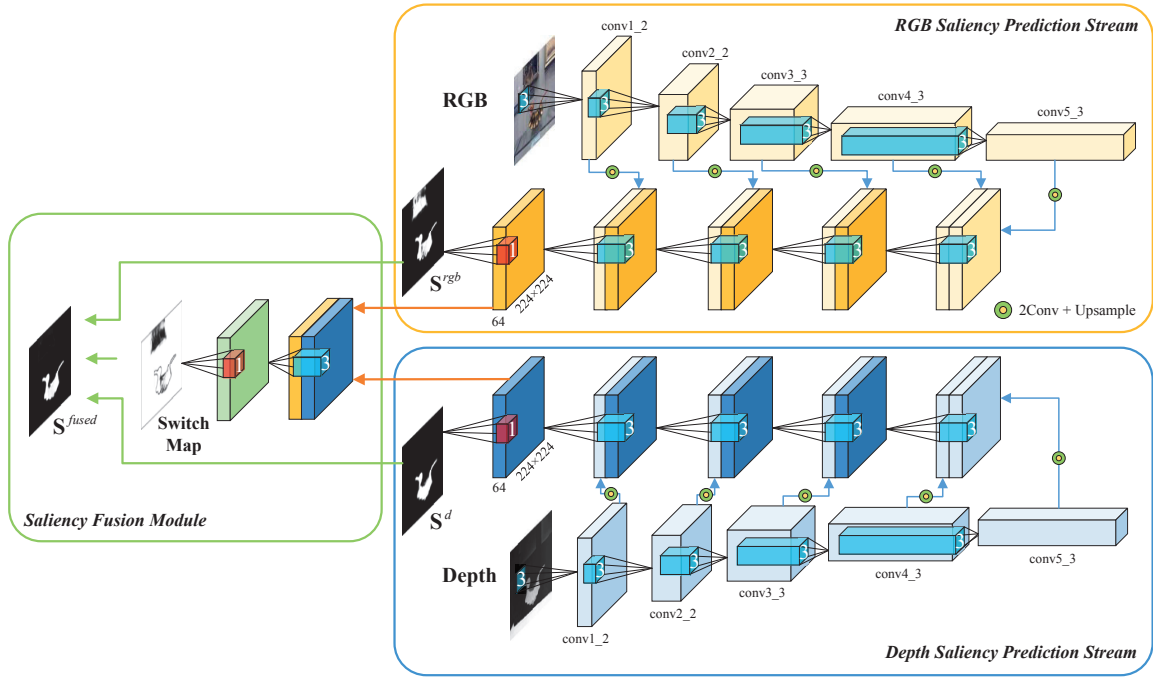 RGB Saliency Prediction Stream
conv1_2
conv2_2
conv3_3
conv4_3
conv5_3
RGB
3
3
3
3
3
S^rgb
1
3
3
3
3
64
224×224
2Conv + Upsample
S^fused
Switch
Map
1
3
Saliency Fusion Module
S^d
1
3
3
3
3
64
224×224
Depth
3
3
3
3
3
conv1_2
conv2_2
conv3_3
conv4_3
conv5_3
Depth Saliency Prediction Stream